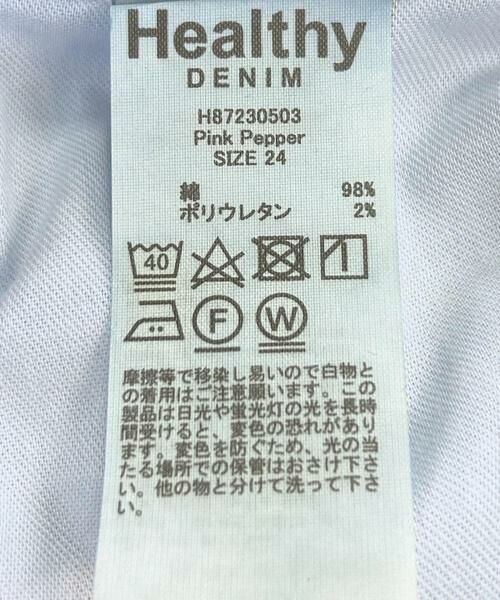 Healthy
DENIM
H87230503
Pink Pepper
SIZE 24
綿 98%
ポリウレタン 2%
40
F W
摩擦等で移染し易いので白物と
の着用はご注意願います。この
製品は日光や蛍光灯の光を長時
間受けると、変色の恐れがあり
ます。変色を防ぐため、光の当
たる場所での保管はおさけ下さ
い。他の物と分けて洗って下さ
い。